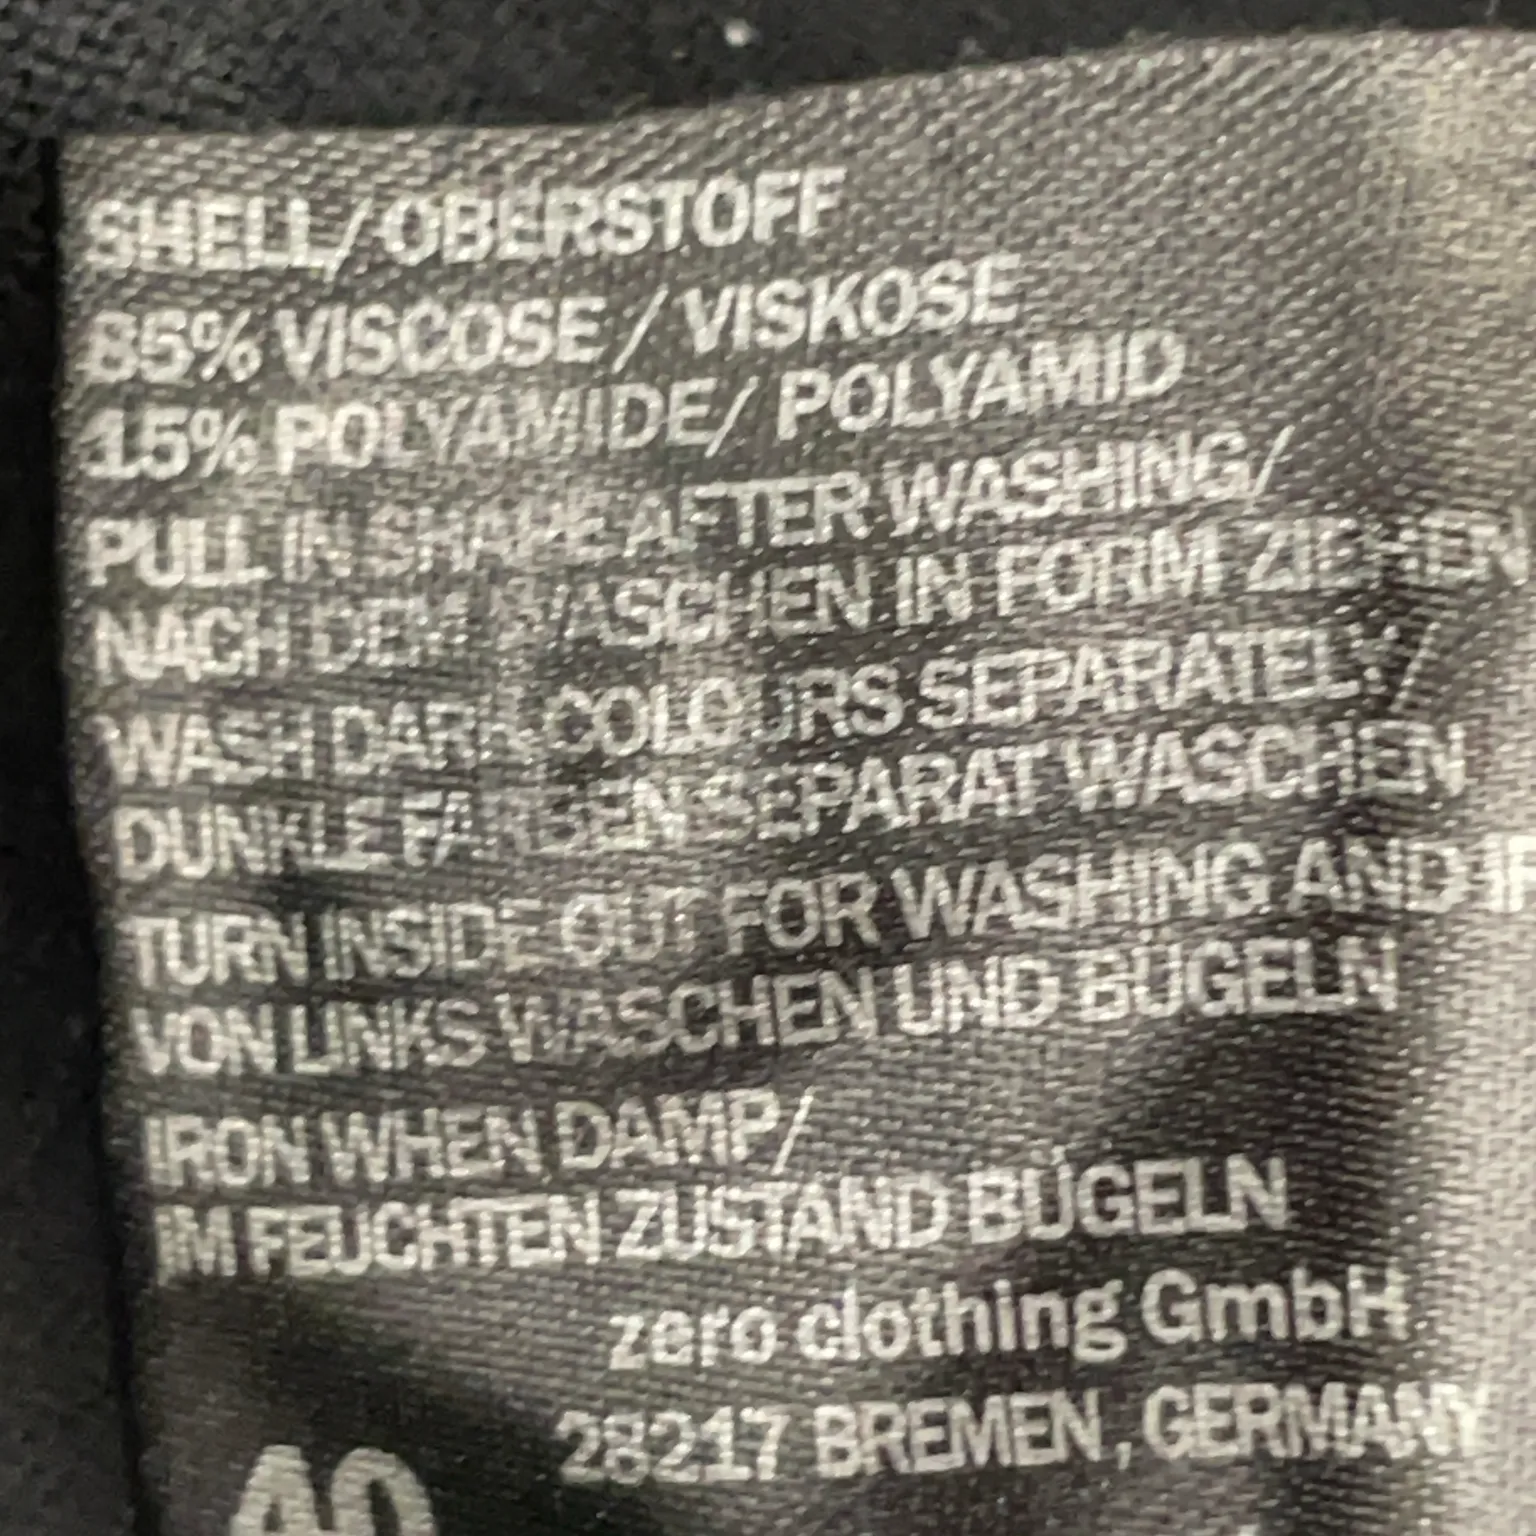 SHELL/ OBERSTOFF
85% VISCOSE / VISKOSE
15% POLYAMIDE/ POLYAMID
PULL IN SHAPE AFTER WASHING/
NACH DEM WASCHEN IN FORM ZIEHEN
WASH DARK COLOURS SEPARATELY/
DUNKLE FARBEN SEPARAT WASCHEN
TURN INSIDE OUT FOR WASHING AND
VON LINKS WASCHEN UND BÜGELN
IRON WHEN DAMP/
IM FEUCHTEN ZUSTAND BÜGELN
zero clothing GmbH
28217 BREMEN, GERMANY
40